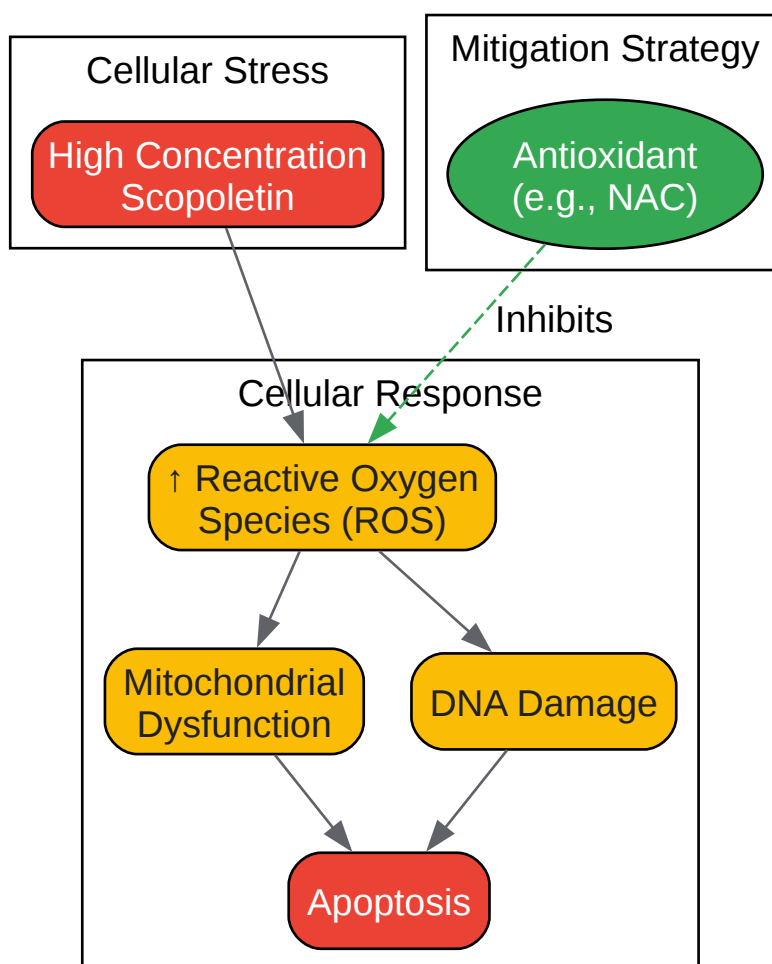 Cellular Stress
High Concentration
Scopoletin
Mitigation Strategy
Antioxidant
(e.g., NAC)
Inhibits
Cellular Response
↑ Reactive Oxygen
Species (ROS)
Mitochondrial
Dysfunction
DNA Damage
Apoptosis